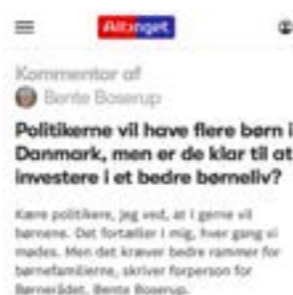 Altinget
Kommentar af
Bente Boserup
Politikerne vil have flere børn i
Danmark, men er de klar til at
investere i et bedre børneliv?
Kære politikere, jeg ved, at I gerne vil
børnene. Det fortæller I mig, hver gang vi
mødes. Men det kræver bedre rammer for
børnefamilierne, skriver forperson for
Børnerådet, Bente Boserup.